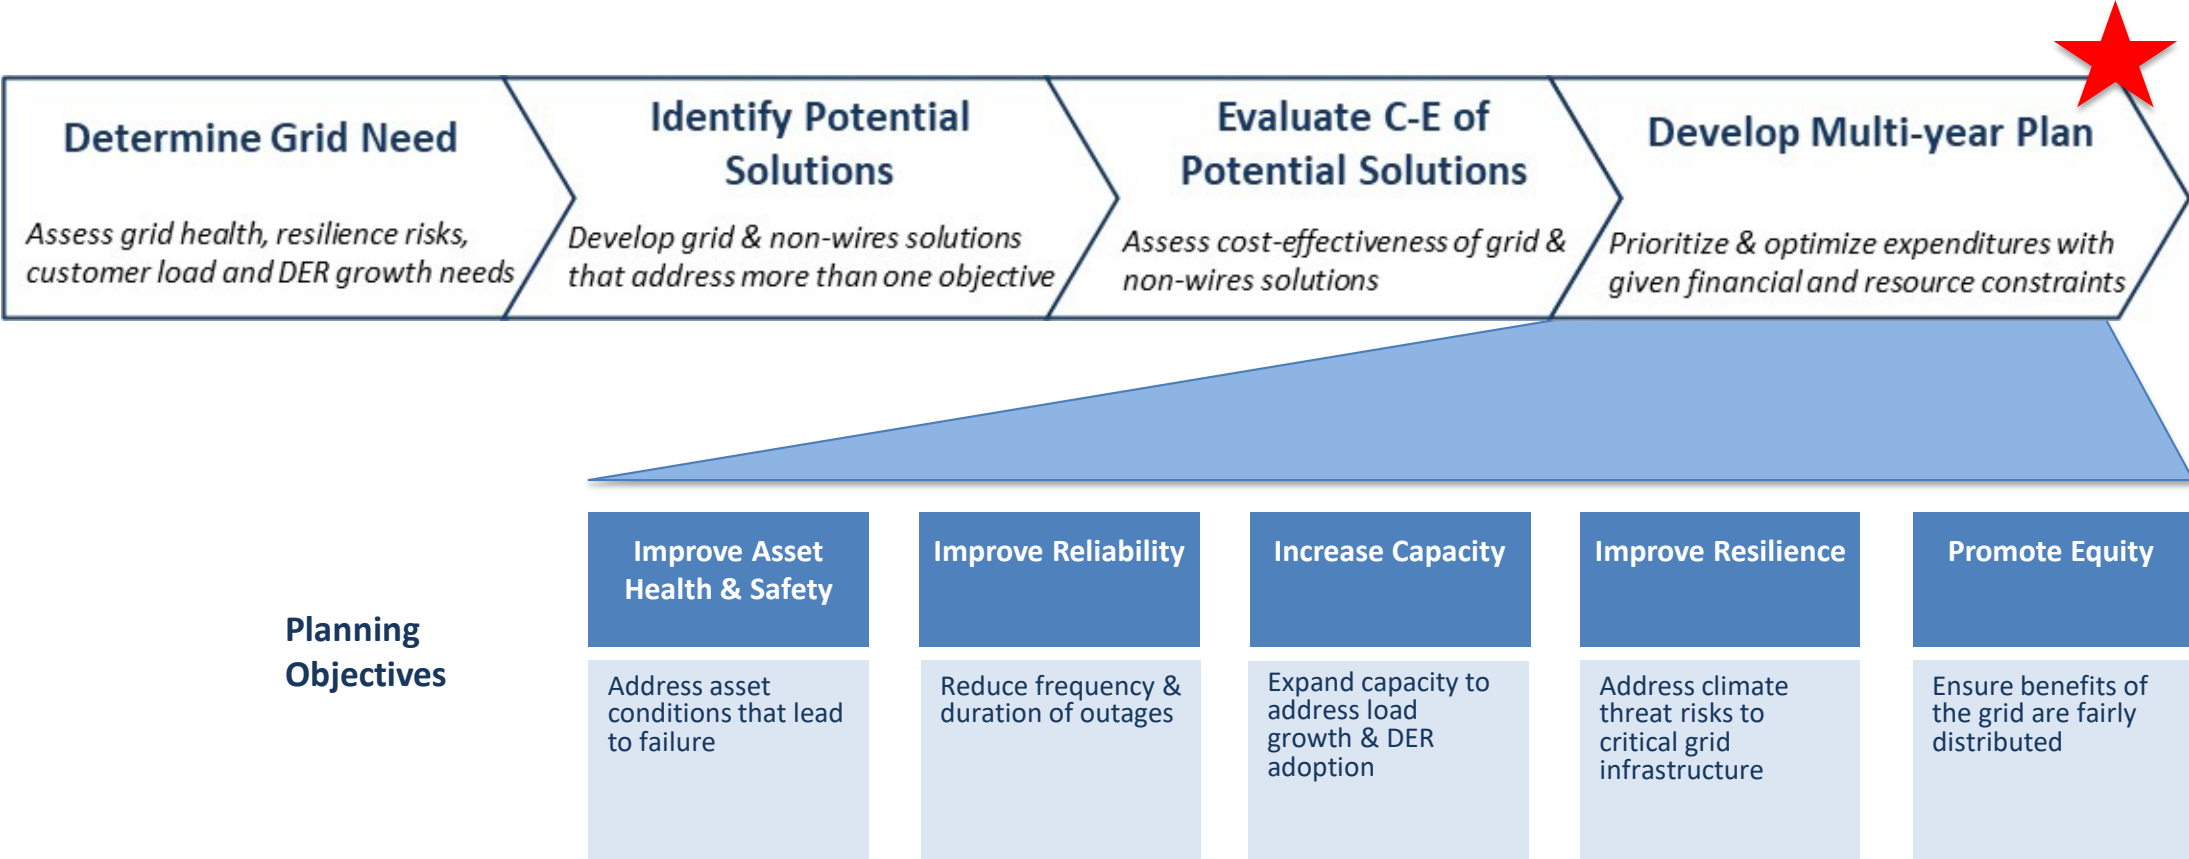 Determine Grid Need
Assess grid health, resilience risks,
customer load and DER growth needs
Identify Potential
Solutions
Develop grid & non-wires solutions
that address more than one objective
Evaluate C-E of
Potential Solutions
Assess cost-effectiveness of grid &
non-wires solutions
Develop Multi-year Plan
Prioritize & optimize expenditures with
given financial and resource constraints
Planning
Objectives
Improve Asset
Health & Safety
Address asset
conditions that lead
to failure
Improve Reliability
Reduce frequency &
duration of outages
Increase Capacity
Expand capacity to
address load
growth & DER
adoption
Improve Resilience
Address climate
threat risks to
critical grid
infrastructure
Promote Equity
Ensure benefits of
the grid are fairly
distributed